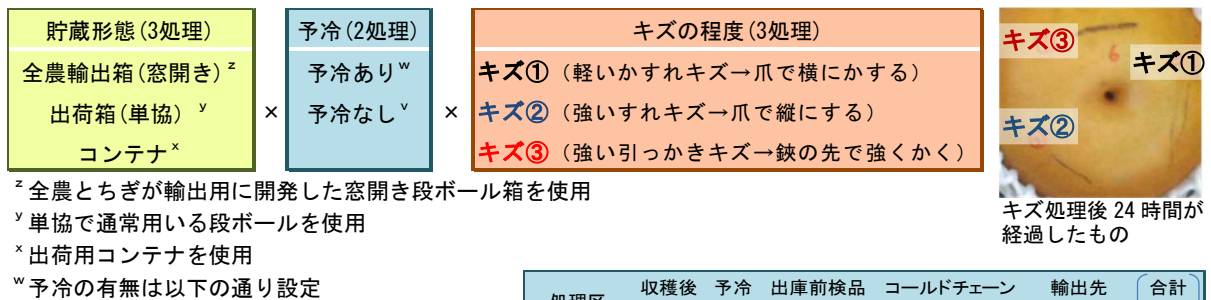 貯蔵形態(3処理)
全農輸出箱(窓開き)ᶻ
出荷箱(単協) ʸ
コンテナˣ
×
予冷(2処理)
予冷ありʷ
予冷なしᵛ
×
キズの程度(3処理)
キズ①(軽いかすれキズ→爪で横にかする)
キズ②(強いすれキズ→爪で縦にする)
キズ③(強い引っかきキズ→鋏の先で強くかく)
キズ③
キズ①
キズ②
キズ処理後 24 時間が
経過したもの
ᶻ全農とちぎが輸出用に開発した窓開き段ボール箱を使用
ʸ単協で通常用いる段ボールを使用
ˣ出荷用コンテナを使用
ʷ予冷の有無は以下の通り設定
処理区 収穫後 予冷 出庫前検品 コールドチェーン 輸出先 合計